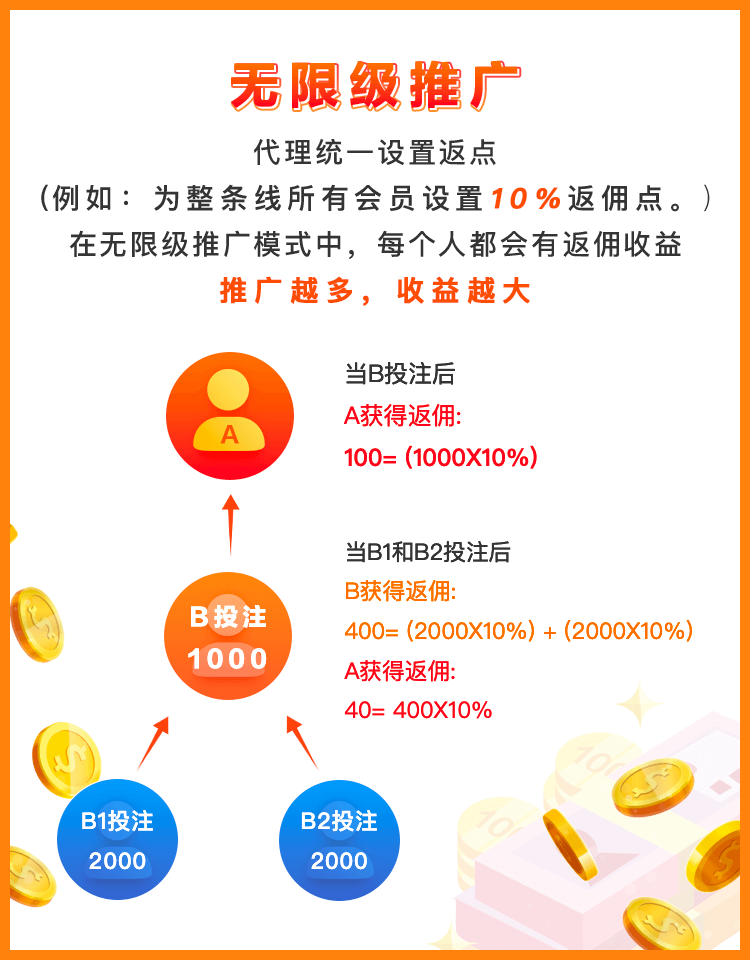 无限级推广
代理统一设置返点
（例如：为整条线所有会员设置10%返佣点。）
在无限级推广模式中，每个人都会有返佣收益
推广越多，收益越大
当B投注后
A获得返佣:
100=（1000X10%）
A
当B1和B2投注后
B获得返佣:
400=（2000X10%）+（2000X10%）
A获得返佣:
40= 400X10%
B投注
1000
B1投注
2000
B2投注
2000
100
100